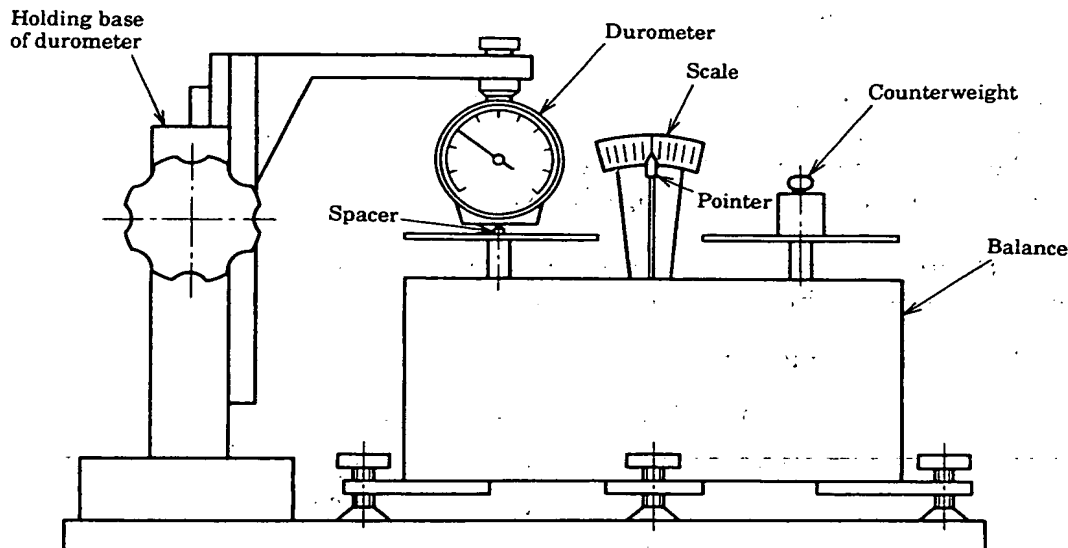 Holding base
of durometer
Durometer
Scale
Counterweight
Pointer
Spacer
Balance